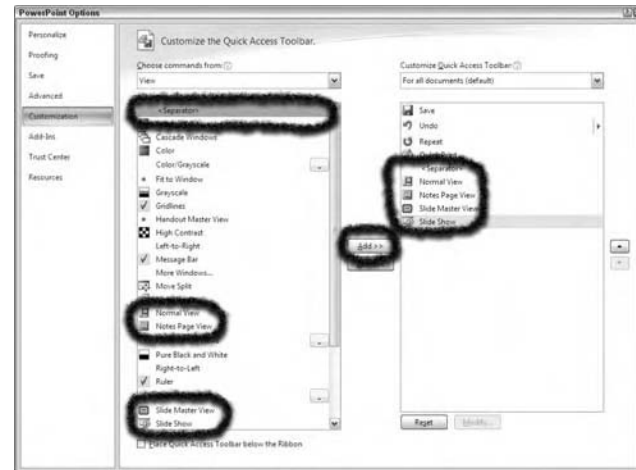 PowerPoint Options
Personalize
Proofing
Save
Advanced
Customization
Add-Ins
Trust Center
Resources
Customize the Quick Access Toolbar.
Choose commands from:
View
<Separator>
Cascade Windows
Color
Color/Grayscale
Fit to Window
Grayscale
Gridlines
Handout Master View
High Contrast
Left-to-Right
Message Bar
More Windows...
Move Split
Normal View
Notes Page View
Pure Black and White
Right-to-Left
Ruler
Slide Master View
Slide Show
Place Quick Access Toolbar below the Ribbon
Add >>
Customize Quick Access Toolbar:
For all documents (default)
Save
Undo
Repeat
<Separator>
Normal View
Notes Page View
Slide Master View
Slide Show
Reset
Modify...